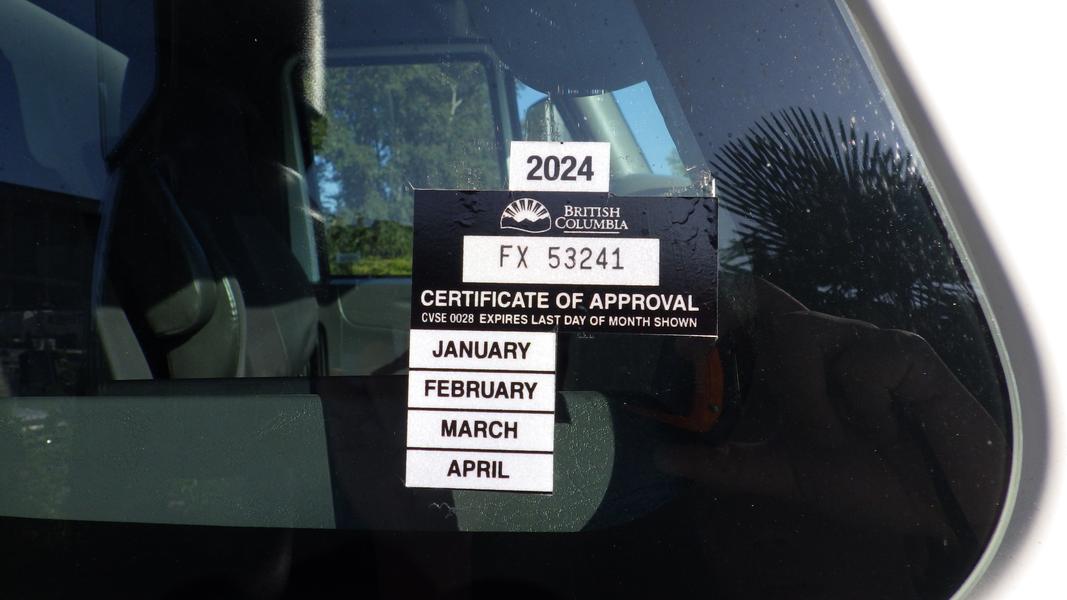 2024
BRITISH
COLUMBIA
FX 53241
CERTIFICATE OF APPROVAL
CVSE 0028 EXPIRES LAST DAY OF MONTH SHOWN
JANUARY
FEBRUARY
MARCH
APRIL